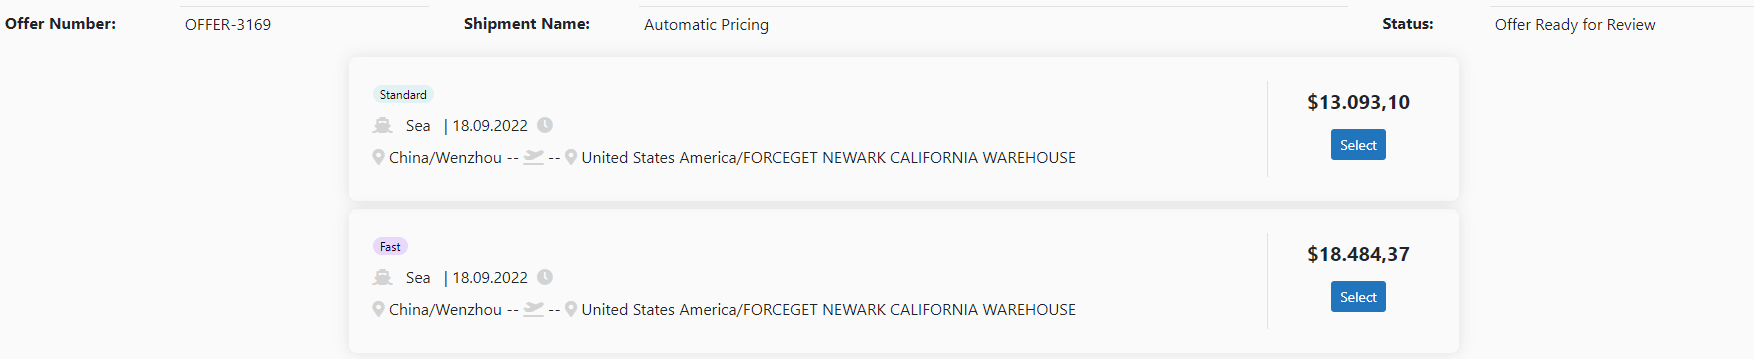 Offer Number: OFFER-3169 Shipment Name: Automatic Pricing Status: Offer Ready for Review
Standard
Sea | 18.09.2022
China/Wenzhou -- -- United States America/FORCEGET NEWARK CALIFORNIA WAREHOUSE
$13.093,10
Select
Fast
Sea | 18.09.2022
China/Wenzhou -- -- United States America/FORCEGET NEWARK CALIFORNIA WAREHOUSE
$18.484,37
Select